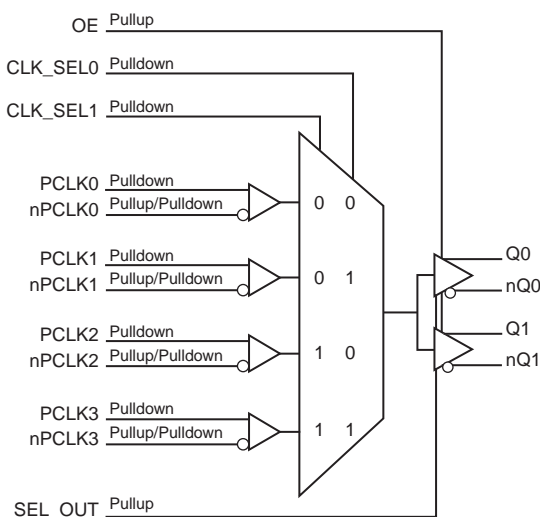 OE Pullup
CLK_SEL0 Pulldown
CLK_SEL1 Pulldown
PCLK0 Pulldown
nPCLK0 Pullup/Pulldown
0 0
PCLK1 Pulldown
nPCLK1 Pullup/Pulldown
0 1
Q0
nQ0
PCLK2 Pulldown
nPCLK2 Pullup/Pulldown
1 0
Q1
nQ1
PCLK3 Pulldown
nPCLK3 Pullup/Pulldown
1 1
SEL_OUT Pullup